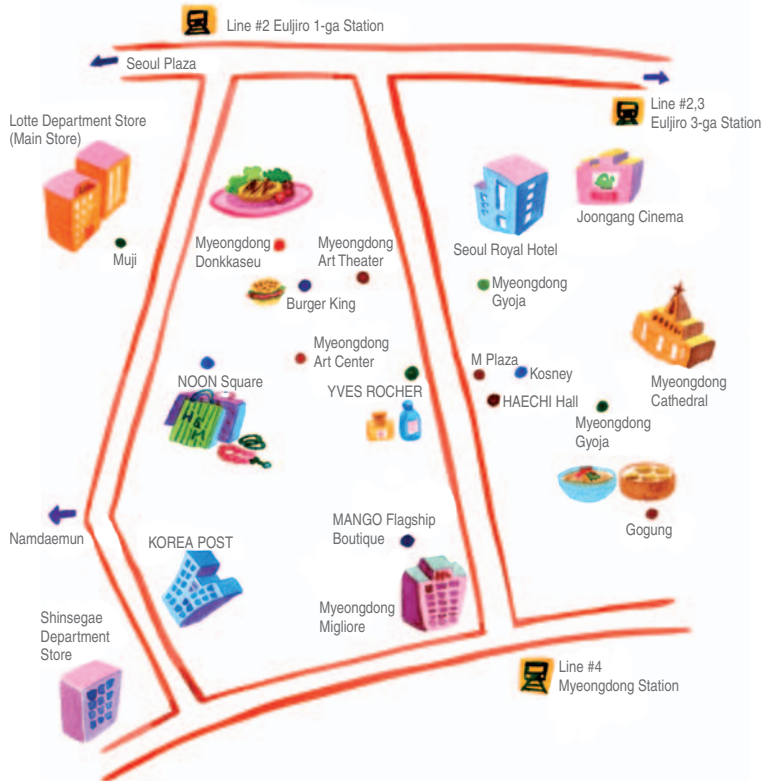 Line #2 Euljiro 1-ga Station
Seoul Plaza
Line #2,3
Euljiro 3-ga Station
Lotte Department Store
(Main Store)
Joongang Cinema
Seoul Royal Hotel
Muji
Myeongdong
Donkkaseu
Myeongdong
Art Theater
Burger King
Myeongdong
Gyoja
Myeongdong
Art Center
M Plaza
Kosney
Myeongdong
Cathedral
NOON Square
YVES ROCHER
HAECHI Hall
Myeongdong
Gyoja
H&M
Gogung
Namdaemun
KOREA POST
MANGO Flagship
Boutique
Myeongdong
Migliore
Shinsegae
Department
Store
Line #4
Myeongdong Station